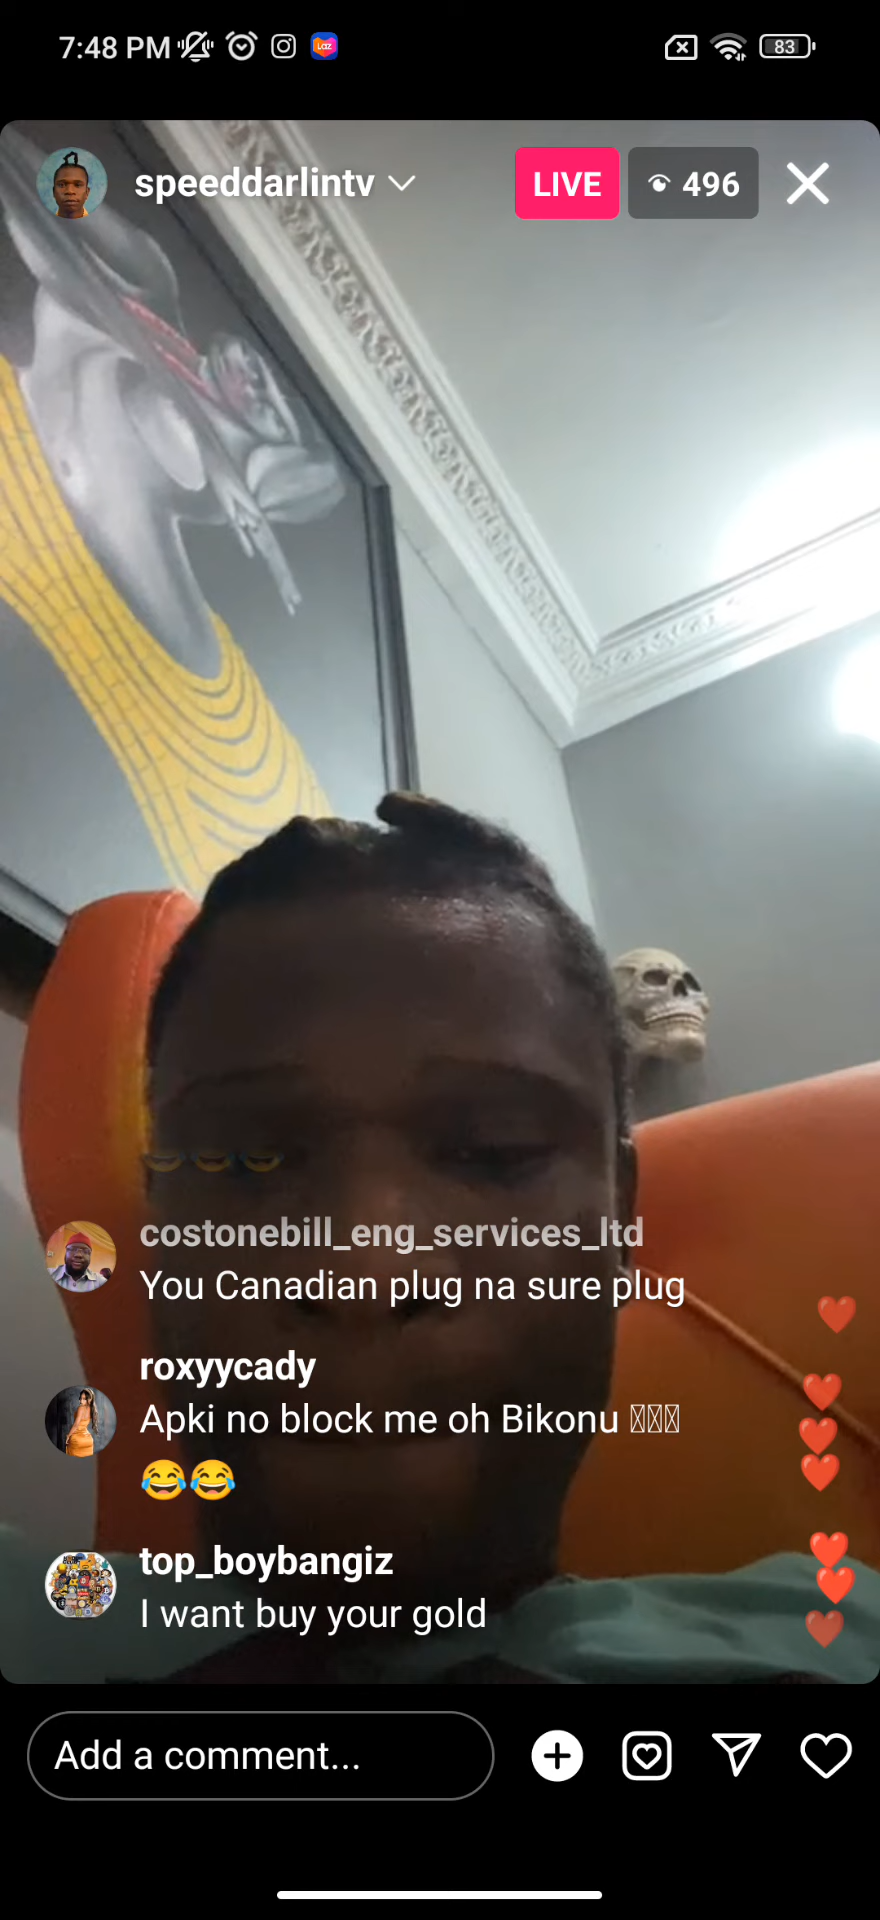 7:48 PM
Laz
83
speeddarlintv
LIVE
496
costonebill_eng_services_ltd
You Canadian plug na sure plug
roxyycady
Apki no block me oh Bikonu
😂😂
top_boybangiz
I want buy your gold
Add a comment...